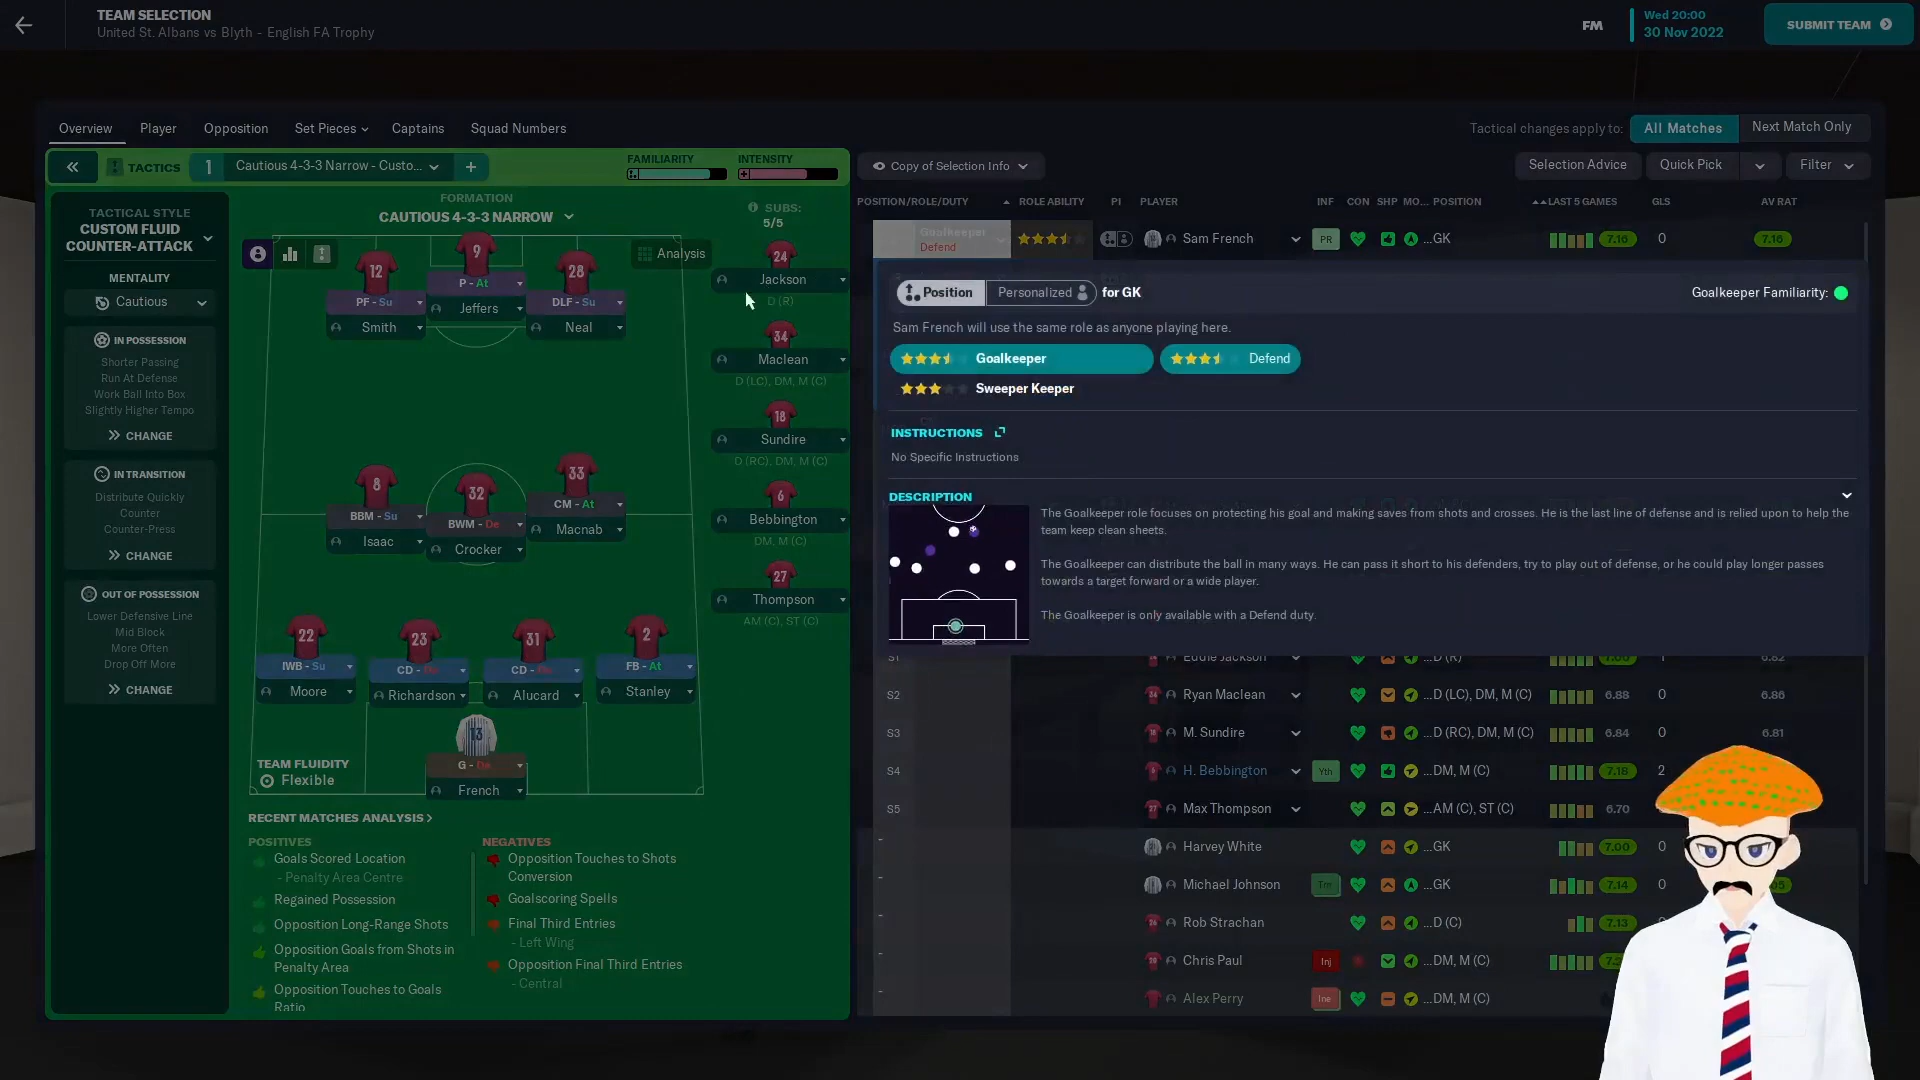 TEAM SELECTION
United St. Albans vs Blyth - English FA Trophy
FM
Wed 20:00
30 Nov 2022
SUBMIT TEAM
Overview
Player
Opposition
Set Pieces
Captains
Squad Numbers
Tactical changes apply to:
All Matches
Next Match Only
TACTICS
1
Cautious 4-3-3 Narrow - Custo...
+
FAMILIARITY
INTENSITY
Copy of Selection Info
Selection Advice
Quick Pick
Filter
TACTICAL STYLE
CUSTOM FLUID
COUNTER-ATTACK
MENTALITY
Cautious
IN POSSESSION
Shorter Passing
Run At Defense
Work Ball Into Box
Slightly Higher Tempo
CHANGE
IN TRANSITION
Distribute Quickly
Counter
Counter-Press
CHANGE
OUT OF POSSESSION
Lower Defensive Line
Mid Block
More Often
Drop Off More
CHANGE
FORMATION
CAUTIOUS 4-3-3 NARROW
Analysis
12
PF - Su
Smith
9
P - At
Jeffers
28
DLF - Su
Neal
8
BBM - Su
Isaac
32
BWM - De
Crocker
33
CM - At
Macnab
22
IWB - Su
Moore
23
CD - De
Richardson
31
CD - De
Alucard
2
FB - At
Stanley
13
G - De
French
TEAM FLUIDITY
Flexible
SUBS:
5/5
24
Jackson
D (R)
34
Maclean
D (LC), DM, M (C)
18
Sundire
D (RC), DM, M (C)
6
Bebbington
DM, M (C)
27
Thompson
AM (C), ST (C)
RECENT MATCHES ANALYSIS >
POSITIVES
Goals Scored Location
- Penalty Area Centre
Regained Possession
Opposition Long-Range Shots
Opposition Goals from Shots in
Penalty Area
Opposition Touches to Goals
Ratio
NEGATIVES
Opposition Touches to Shots
Conversion
Goalscoring Spells
Final Third Entries
- Left Wing
Opposition Final Third Entries
- Central
POSITION/ROLE/DUTY ROLE ABILITY PI PLAYER INF CON SHP MO... POSITION LAST 5 GAMES GLS AV RAT
Goalkeeper
Defend
Sam French PR ...GK 7.16 0 7.16
Position
Personalized
for GK
Goalkeeper Familiarity:
Sam French will use the same role as anyone playing here.
Goalkeeper
Defend
Sweeper Keeper
INSTRUCTIONS
No Specific Instructions
DESCRIPTION
The Goalkeeper role focuses on protecting his goal and making saves from shots and crosses. He is the last line of defense and is relied upon to help the
team keep clean sheets.
The Goalkeeper can distribute the ball in many ways. He can pass it short to his defenders, try to play out of defense, or he could play longer passes
towards a target forward or a wide player.
The Goalkeeper is only available with a Defend duty.
S1 Eddie Jackson ...D (R) 1 6.82
S2 Ryan Maclean ...D (LC), DM, M (C) 6.88 0 6.86
S3 M. Sundire ...D (RC), DM, M (C) 6.84 0 6.81
S4 H. Bebbington Yth ...DM, M (C) 7.18 2
S5 Max Thompson ...AM (C), ST (C) 6.70
- Harvey White ...GK 7.00 0
- Michael Johnson Trn ...GK 7.14 0
- Rob Strachan ...D (C) 7.13
- Chris Paul Inj ...DM, M (C)
- Alex Perry Ine ...DM, M (C)